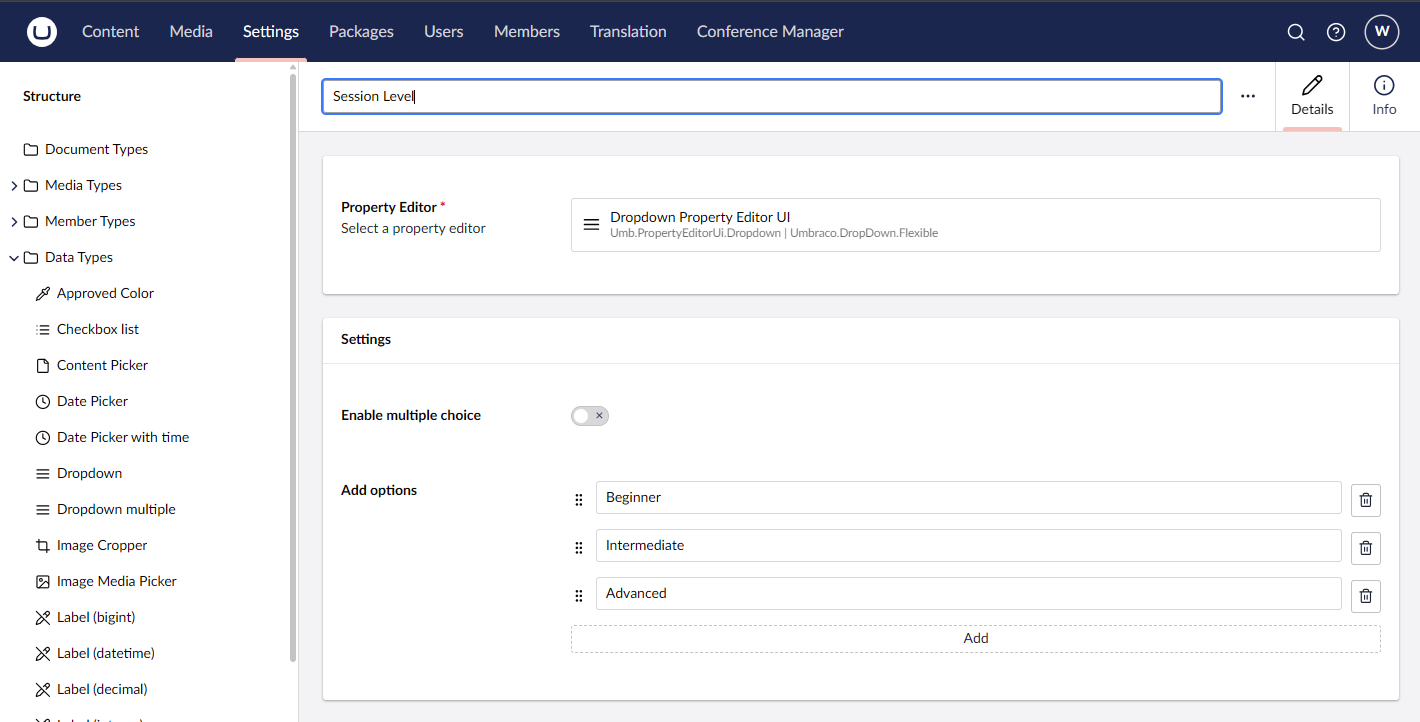 Content Media Settings Packages Users Members Translation Conference Manager W
Structure
Document Types
Media Types
Member Types
Data Types
Approved Color
Checkbox list
Content Picker
Date Picker
Date Picker with time
Dropdown
Dropdown multiple
Image Cropper
Image Media Picker
Label (bigint)
Label (datetime)
Label (decimal)
Session Level
Details
Info
Property Editor *
Select a property editor
Dropdown Property Editor UI
Umb.PropertyEditorUi.Dropdown | Umbraco.DropDown.Flexible
Settings
Enable multiple choice
Add options
Beginner
Intermediate
Advanced
Add